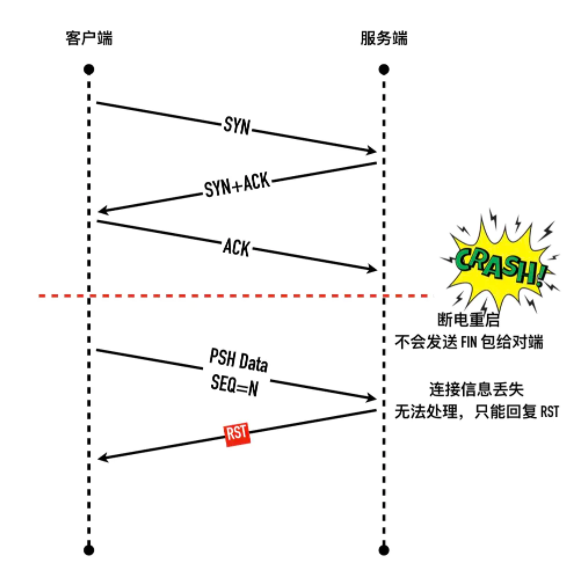 客户端
服务端
SYN
SYN+ACK
ACK
CRASH!
断电重启
不会发送 FIN 包给对端
PSH Data
SEQ=N
连接信息丢失
无法处理，只能回复 RST
RST